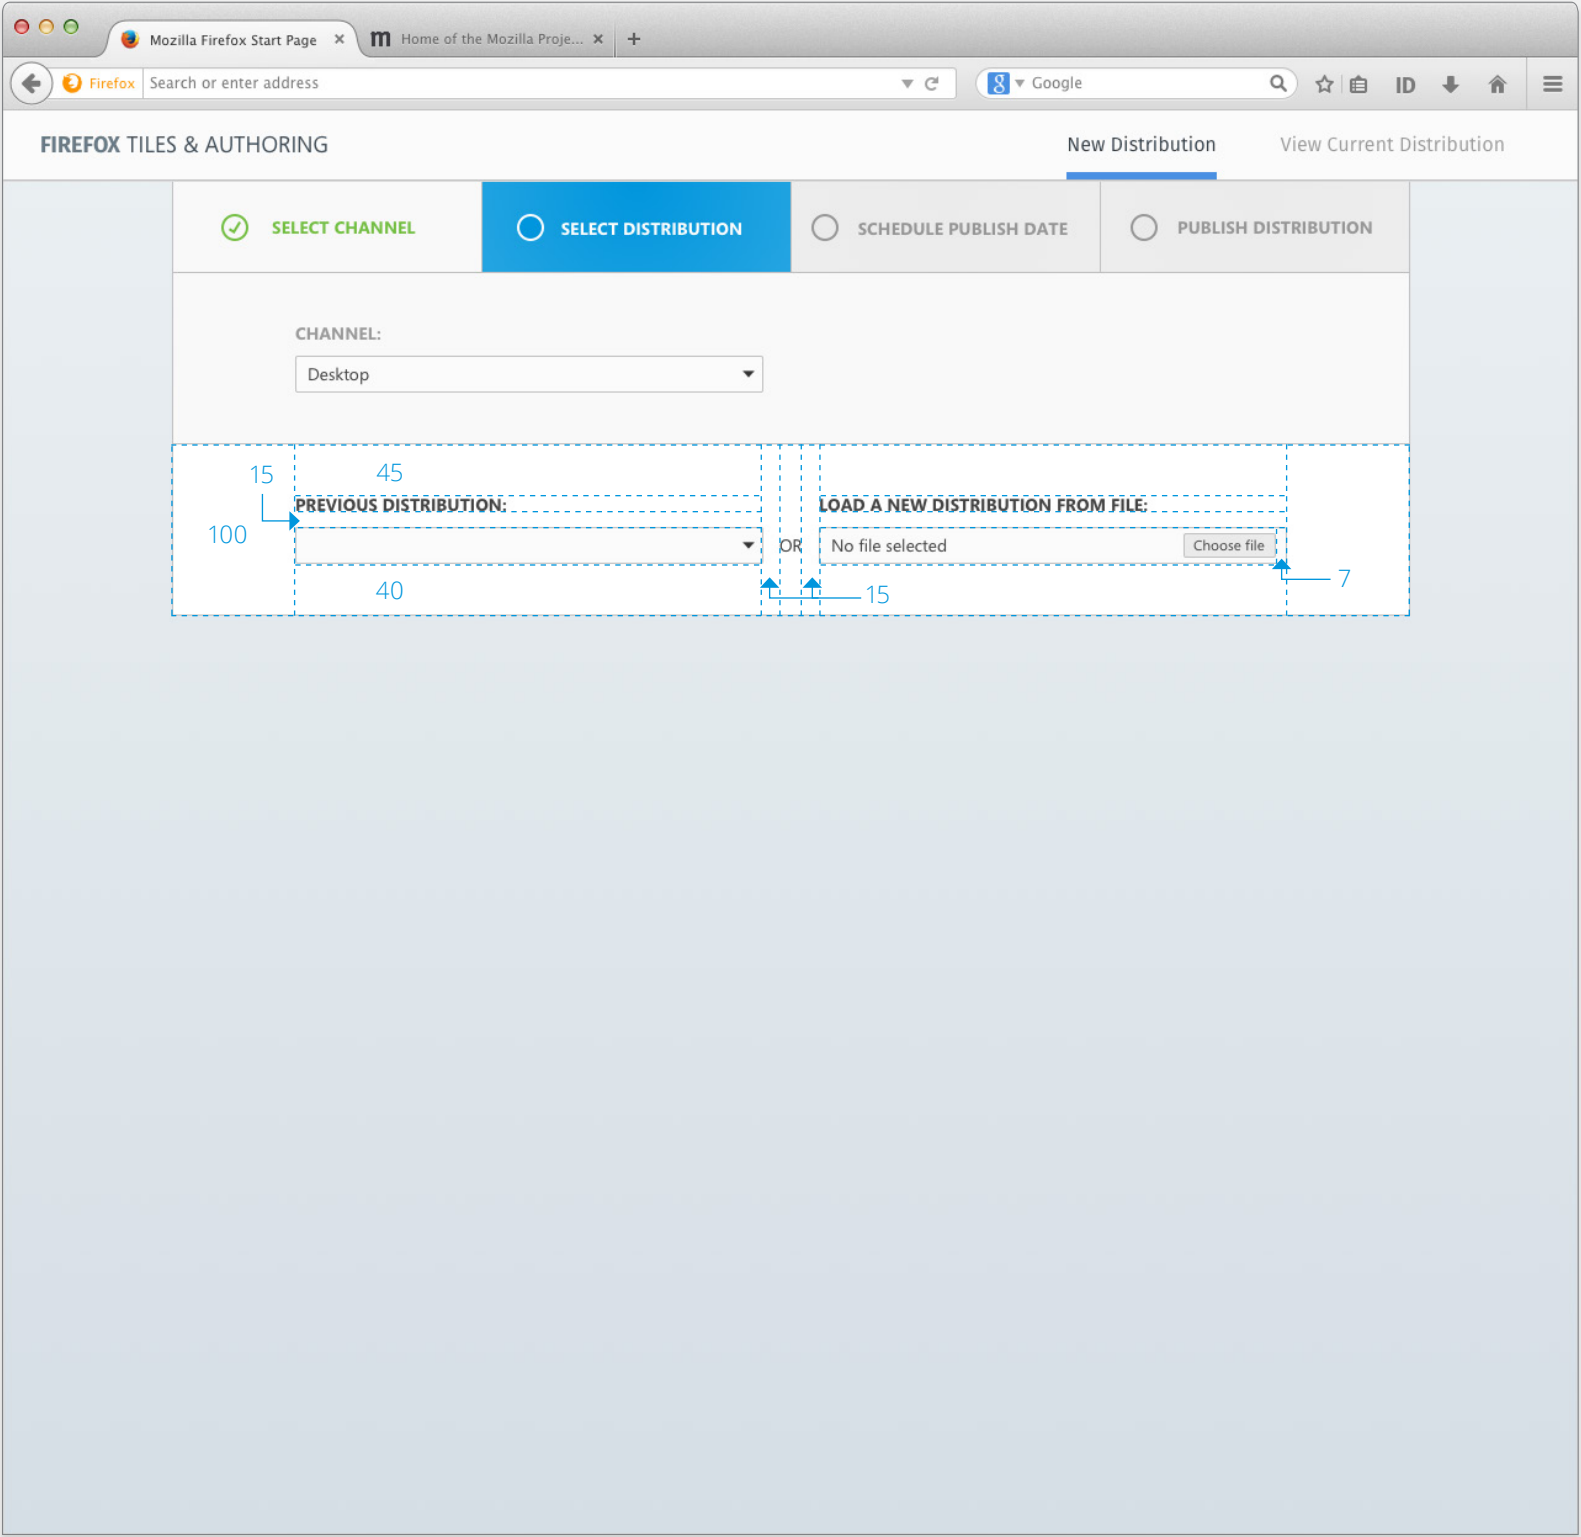 Mozilla Firefox Start Page
m Home of the Mozilla Proje...
Firefox Search or enter address
8 Google
ID
FIREFOX TILES & AUTHORING
New Distribution
View Current Distribution
SELECT CHANNEL
SELECT DISTRIBUTION
SCHEDULE PUBLISH DATE
PUBLISH DISTRIBUTION
CHANNEL:
Desktop
15
45
PREVIOUS DISTRIBUTION:
LOAD A NEW DISTRIBUTION FROM FILE:
100
OR
No file selected
Choose file
40
15
7